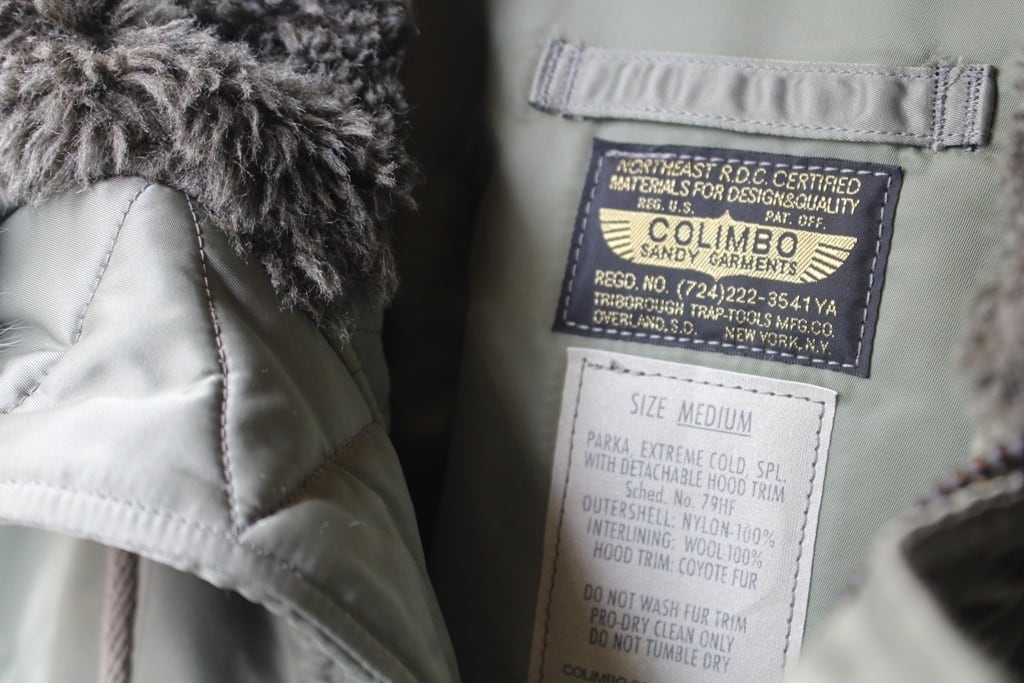 NORTHEAST R.D.C. CERTIFIED
MATERIALS FOR DESIGN&QUALITY
REG. U.S. PAT. OFF.
COLIMBO
SANDY GARMENTS
REGD. NO. (724)222-3541YA
TRIBOROUGH TRAP-TOOLS MFG.CO.
OVERLAND, S.D. NEW YORK, N.Y.
SIZE MEDIUM
PARKA, EXTREME COLD, SPL.
WITH DETACHABLE HOOD TRIM
Sched. No. 79HF
OUTERSHELL: NYLON-100%
INTERLINING: WOOL-100%
HOOD TRIM: COYOTE FUR
DO NOT WASH FUR TRIM
PRO-DRY CLEAN ONLY
DO NOT TUMBLE DRY
COLIMBO